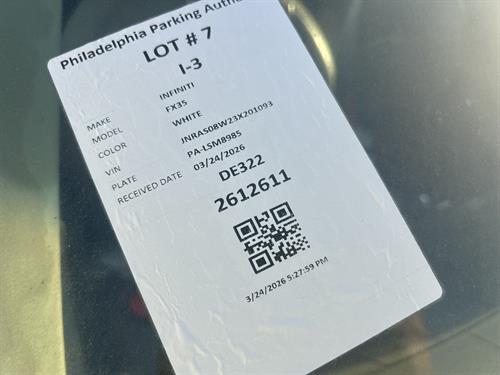 Philadelphia Parking Autho
LOT # 7
I-3
MAKE INFINITI
MODEL FX35
COLOR WHITE
VIN JNRAS08W23X201093
PLATE PA-LSM8985
RECEIVED DATE 03/24/2026
DE322
2612611
3/24/2026 5:27:59 PM